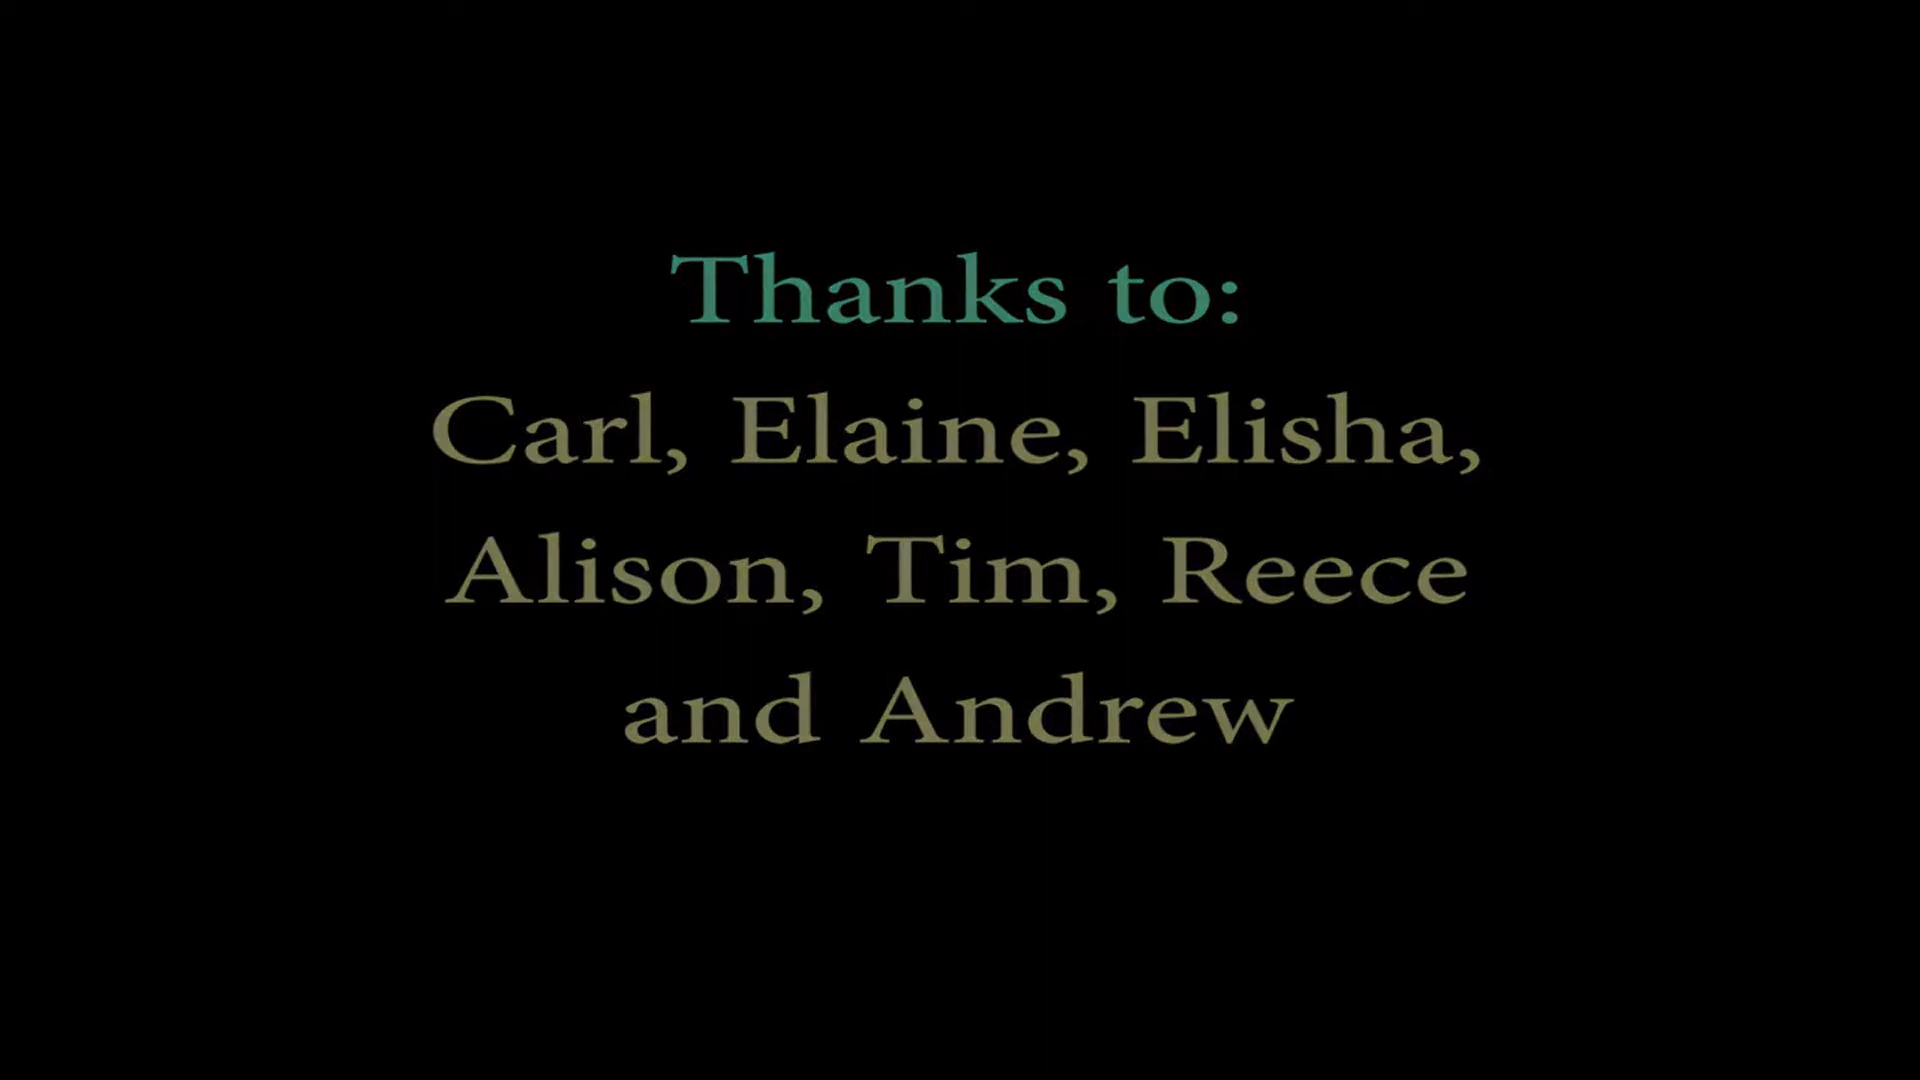 Thanks to:
Carl, Elaine, Elisha,
Alison, Tim, Reece
and Andrew